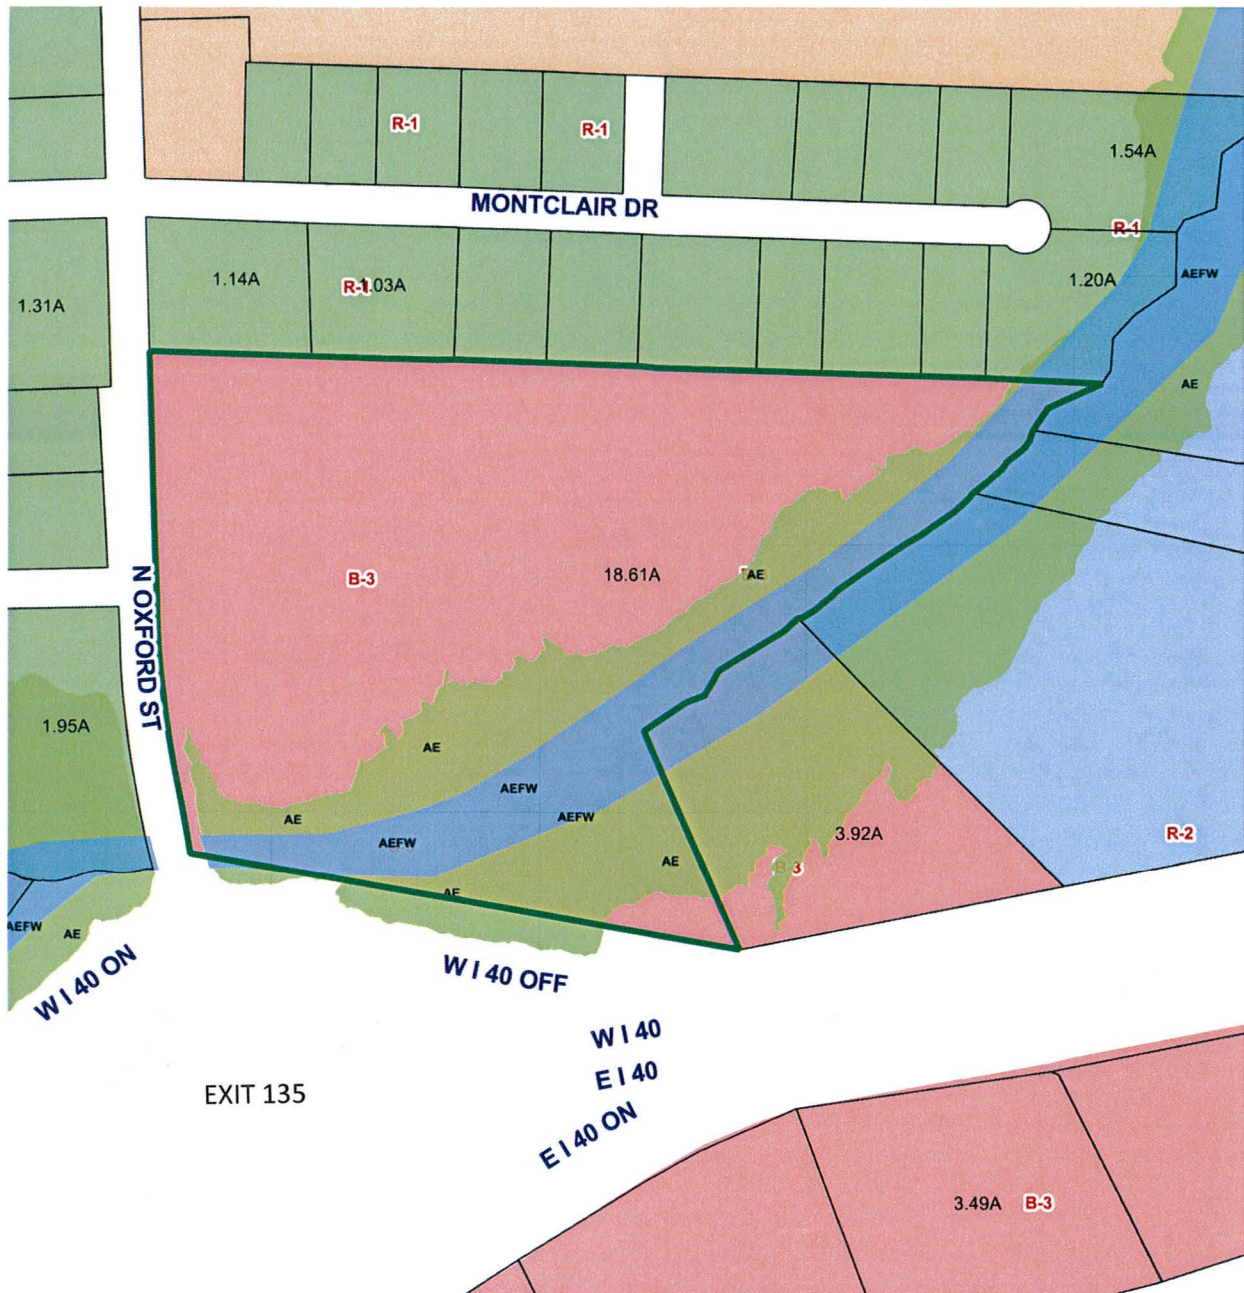 R-1
R-1
1.54A
MONTCLAIR DR
R-1
1.14A
R-1
1.03A
1.20A
AEFW
1.31A
AE
B-3
18.61A
AE
N OXFORD ST
1.95A
AE
AEFW
AEFW
AE
AEFW
3.92A
R-2
AE
B-3
AE
AEFW
AE
W I 40 ON
W I 40 OFF
W I 40
E I 40
EXIT 135
E I 40 ON
3.49A
B-3